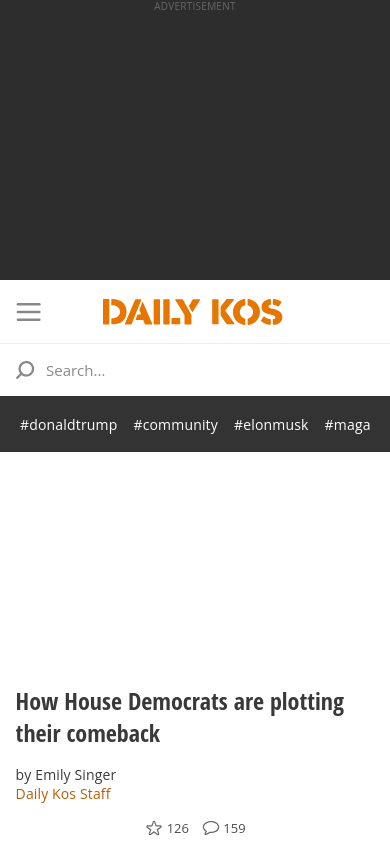 ADVERTISEMENT
DAILY KOS
Search...
#donaldtrump #community #elonmusk #maga
How House Democrats are plotting
their comeback
by Emily Singer
Daily Kos Staff
126 159